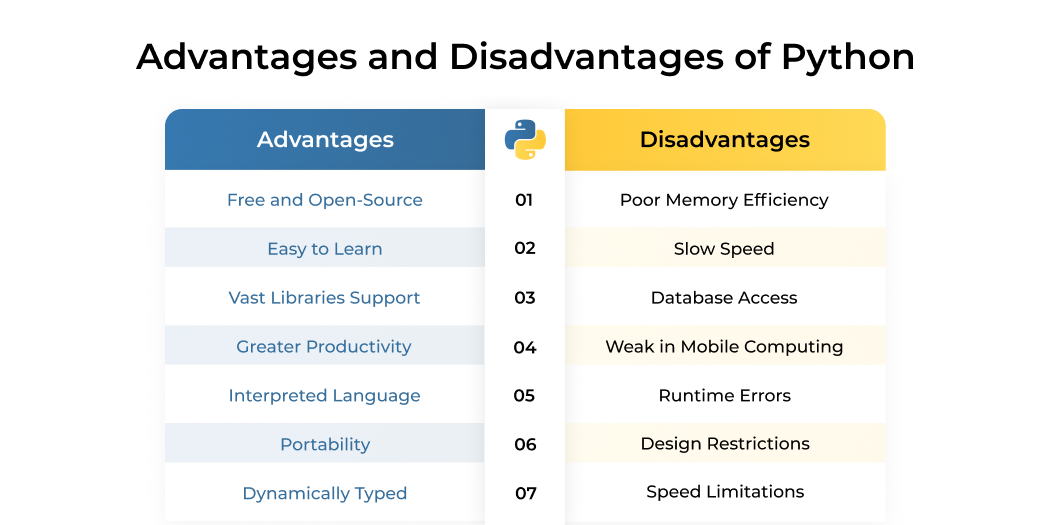 Advantages and Disadvantages of Python
Advantages Disadvantages
Free and Open-Source 01 Poor Memory Efficiency
Easy to Learn 02 Slow Speed
Vast Libraries Support 03 Database Access
Greater Productivity 04 Weak in Mobile Computing
Interpreted Language 05 Runtime Errors
Portability 06 Design Restrictions
Dynamically Typed 07 Speed Limitations